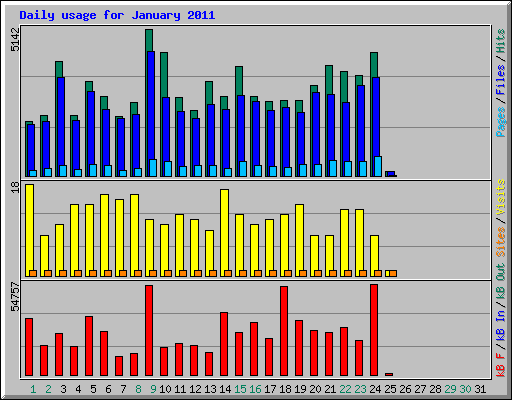 Daily usage for January 2011
5142
Pages / Files / Hits
18
Sites / Visits
54757
kB F / kB In / kB Out
1 2 3 4 5 6 7 8 9 10 11 12 13 14 15 16 17 18 19 20 21 22 23 24 25 26 27 28 29 30 31